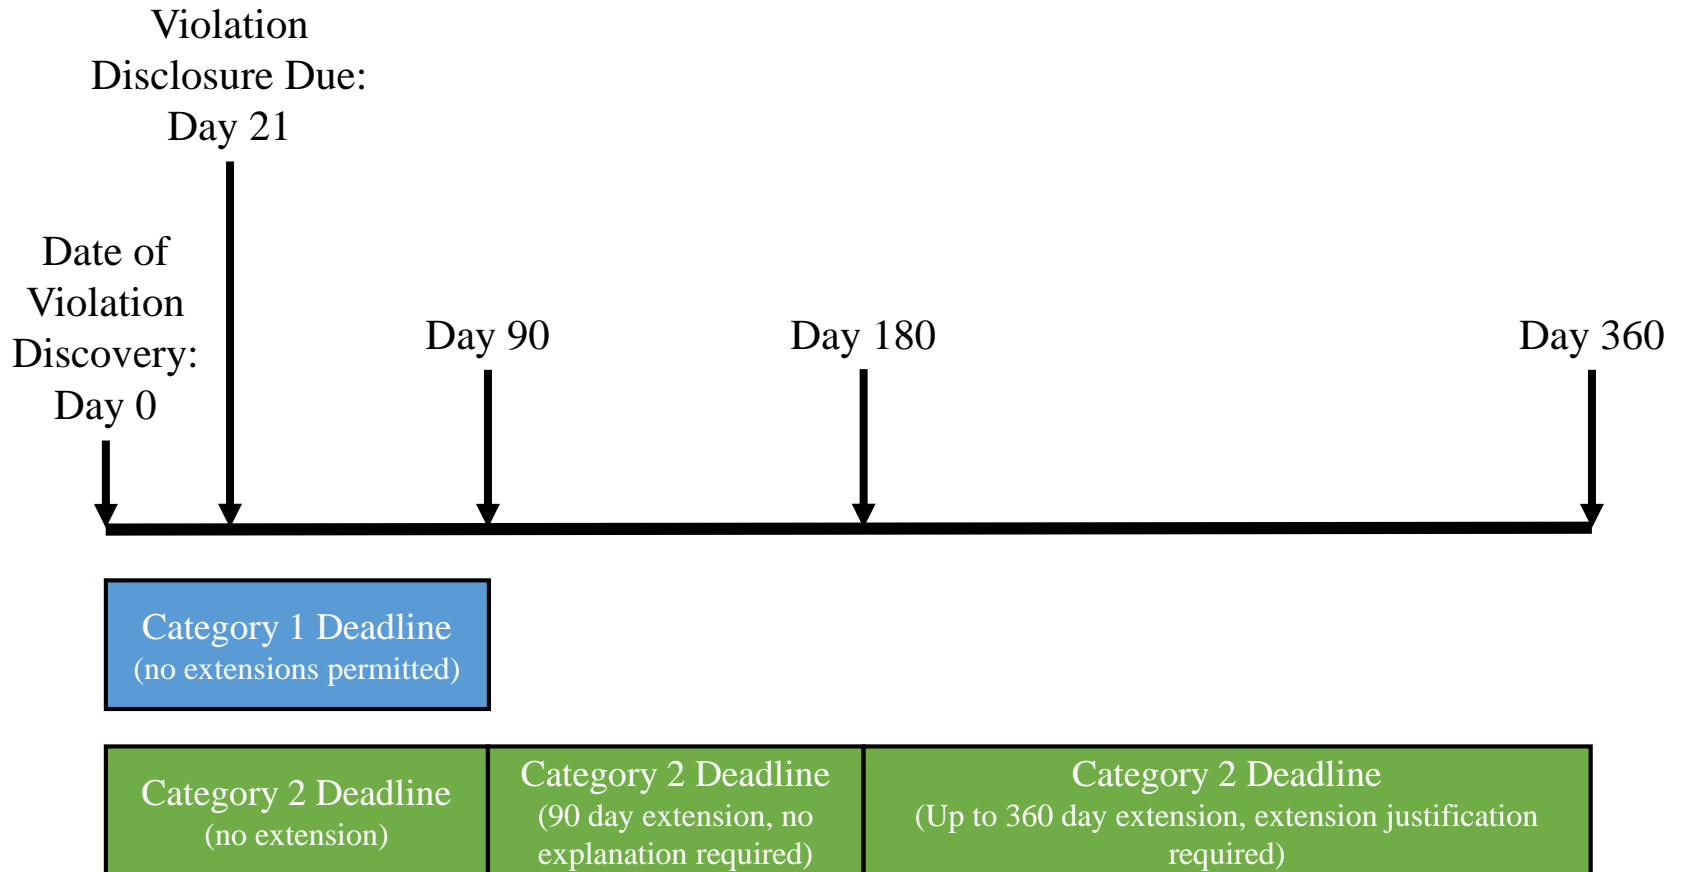 Violation
Disclosure Due:
Day 21
Date of
Violation
Discovery:
Day 0
Day 90
Day 180
Day 360
Category 1 Deadline
(no extensions permitted)
Category 2 Deadline
(no extension)
Category 2 Deadline
(90 day extension, no
explanation required)
Category 2 Deadline
(Up to 360 day extension, extension justification
required)